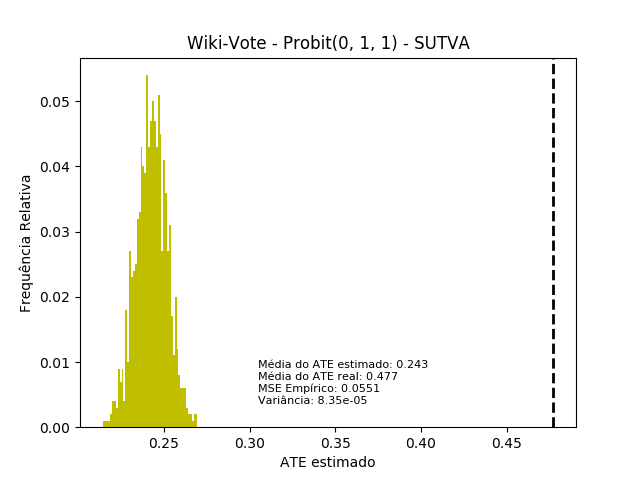 Wiki-Vote - Probit(0, 1, 1) - SUTVA
Frequência Relativa
0.05
0.04
0.03
0.02
0.01
0.00
Média do ATE estimado: 0.243
Média do ATE real: 0.477
MSE Empírico: 0.0551
Variância: 8.35e-05
0.25 0.30 0.35 0.40 0.45
ATE estimado